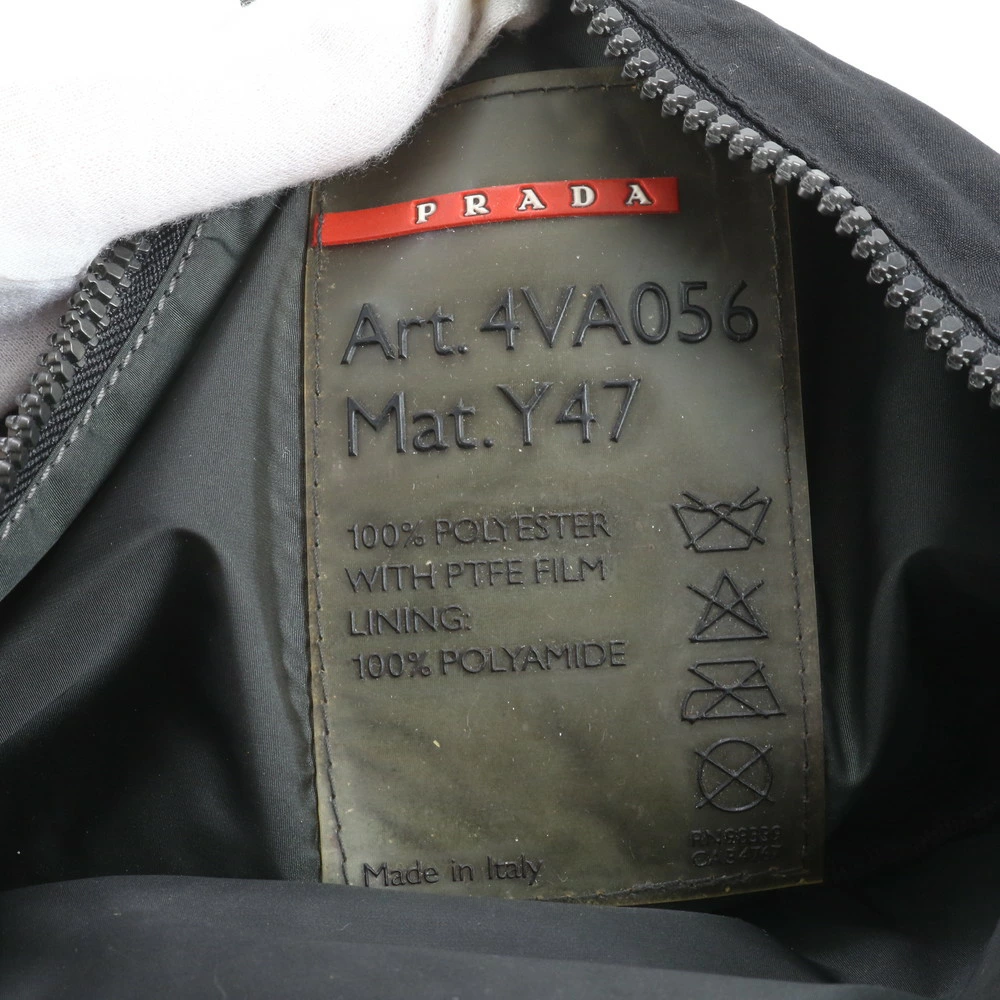 PRADA
Art. 4VA056
Mat. Y47
100% POLYESTER
WITH PTFE FILM
LINING:
100% POLYAMIDE
Made in Italy